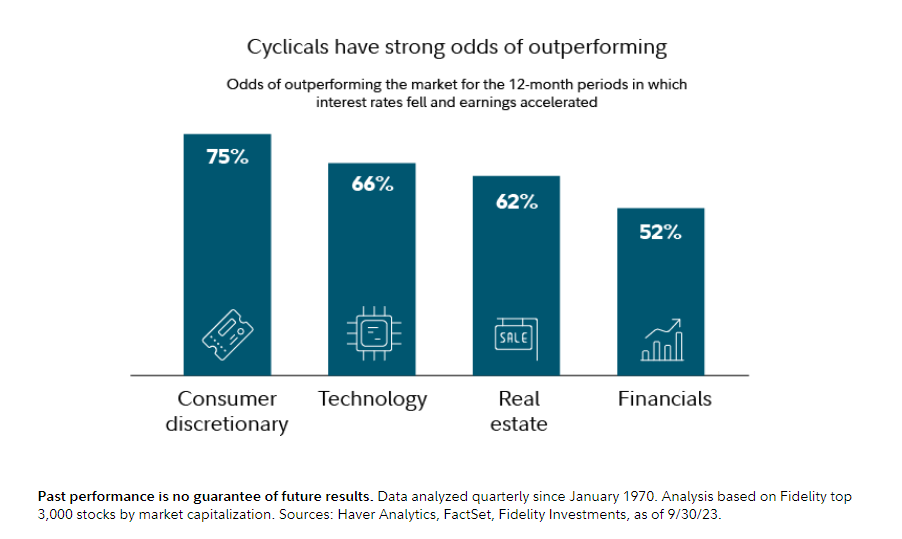 Cyclicals have strong odds of outperforming
Odds of outperforming the market for the 12-month periods in which
interest rates fell and earnings accelerated
75%
66%
62%
52%
SALE
Consumer
discretionary
Technology
Real
estate
Financials
Past performance is no guarantee of future results. Data analyzed quarterly since January 1970. Analysis based on Fidelity top
3,000 stocks by market capitalization. Sources: Haver Analytics, FactSet, Fidelity Investments, as of 9/30/23.